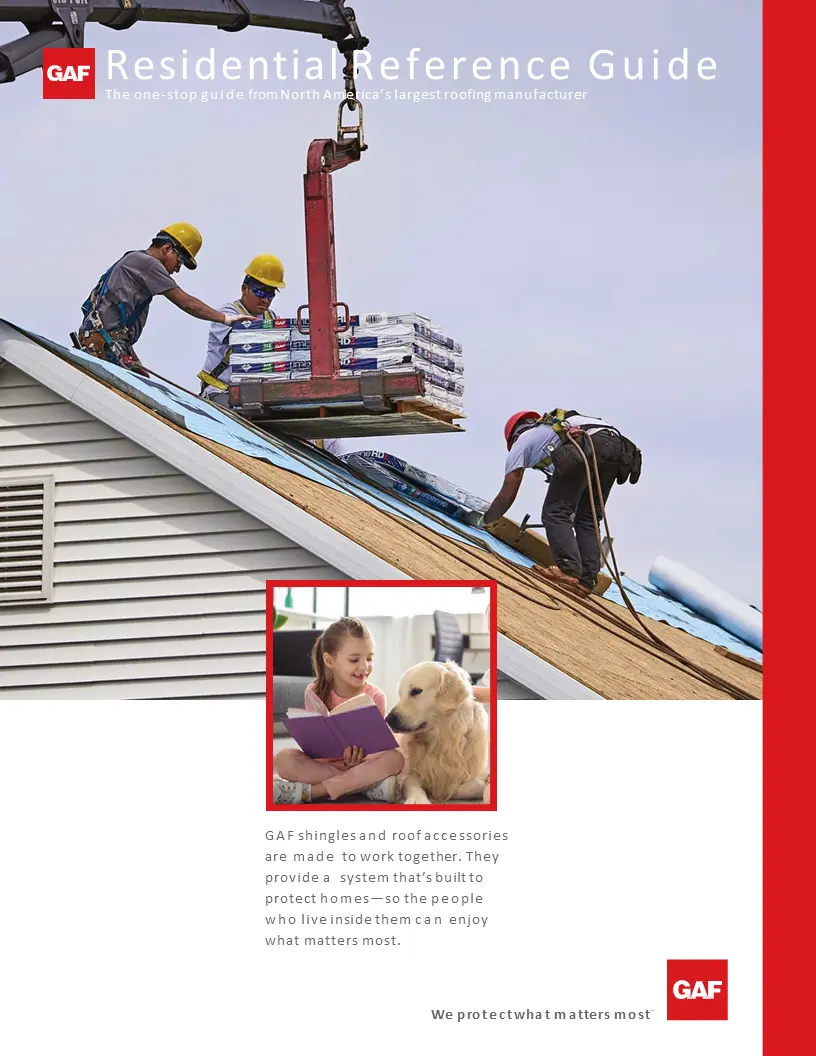 GAF
Residential Reference Guide
The one-stop guide from North America's largest roofing manufacturer
HD
GAF shingles and roof accessories
are made to work together. They
provide a system that's built to
protect homes—so the people
who live inside them can enjoy
what matters most.
GAF
We protect what matters most™